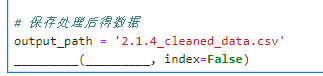 # 保存处理后得数据
output_path = '2.1.4_cleaned_data.csv'
_________(_________, index=False)